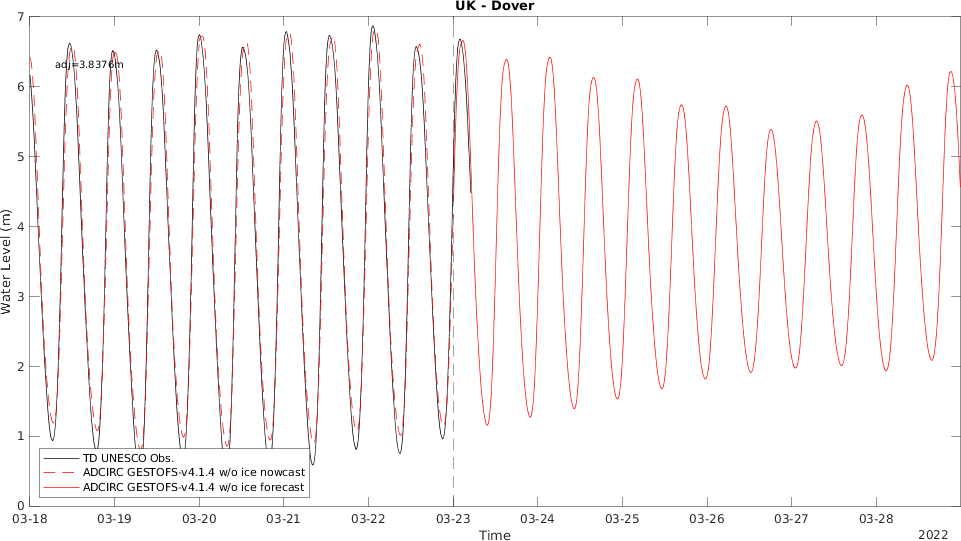 UK - Dover
7
adj=3.8376m
6
5
4
3
2
1
0
Water Level (m)
TD UNESCO Obs.
ADCIRC GESTOFS-v4.1.4 w/o ice nowcast
ADCIRC GESTOFS-v4.1.4 w/o ice forecast
03-18 03-19 03-20 03-21 03-22 03-23 03-24 03-25 03-26 03-27 03-28
Time
2022